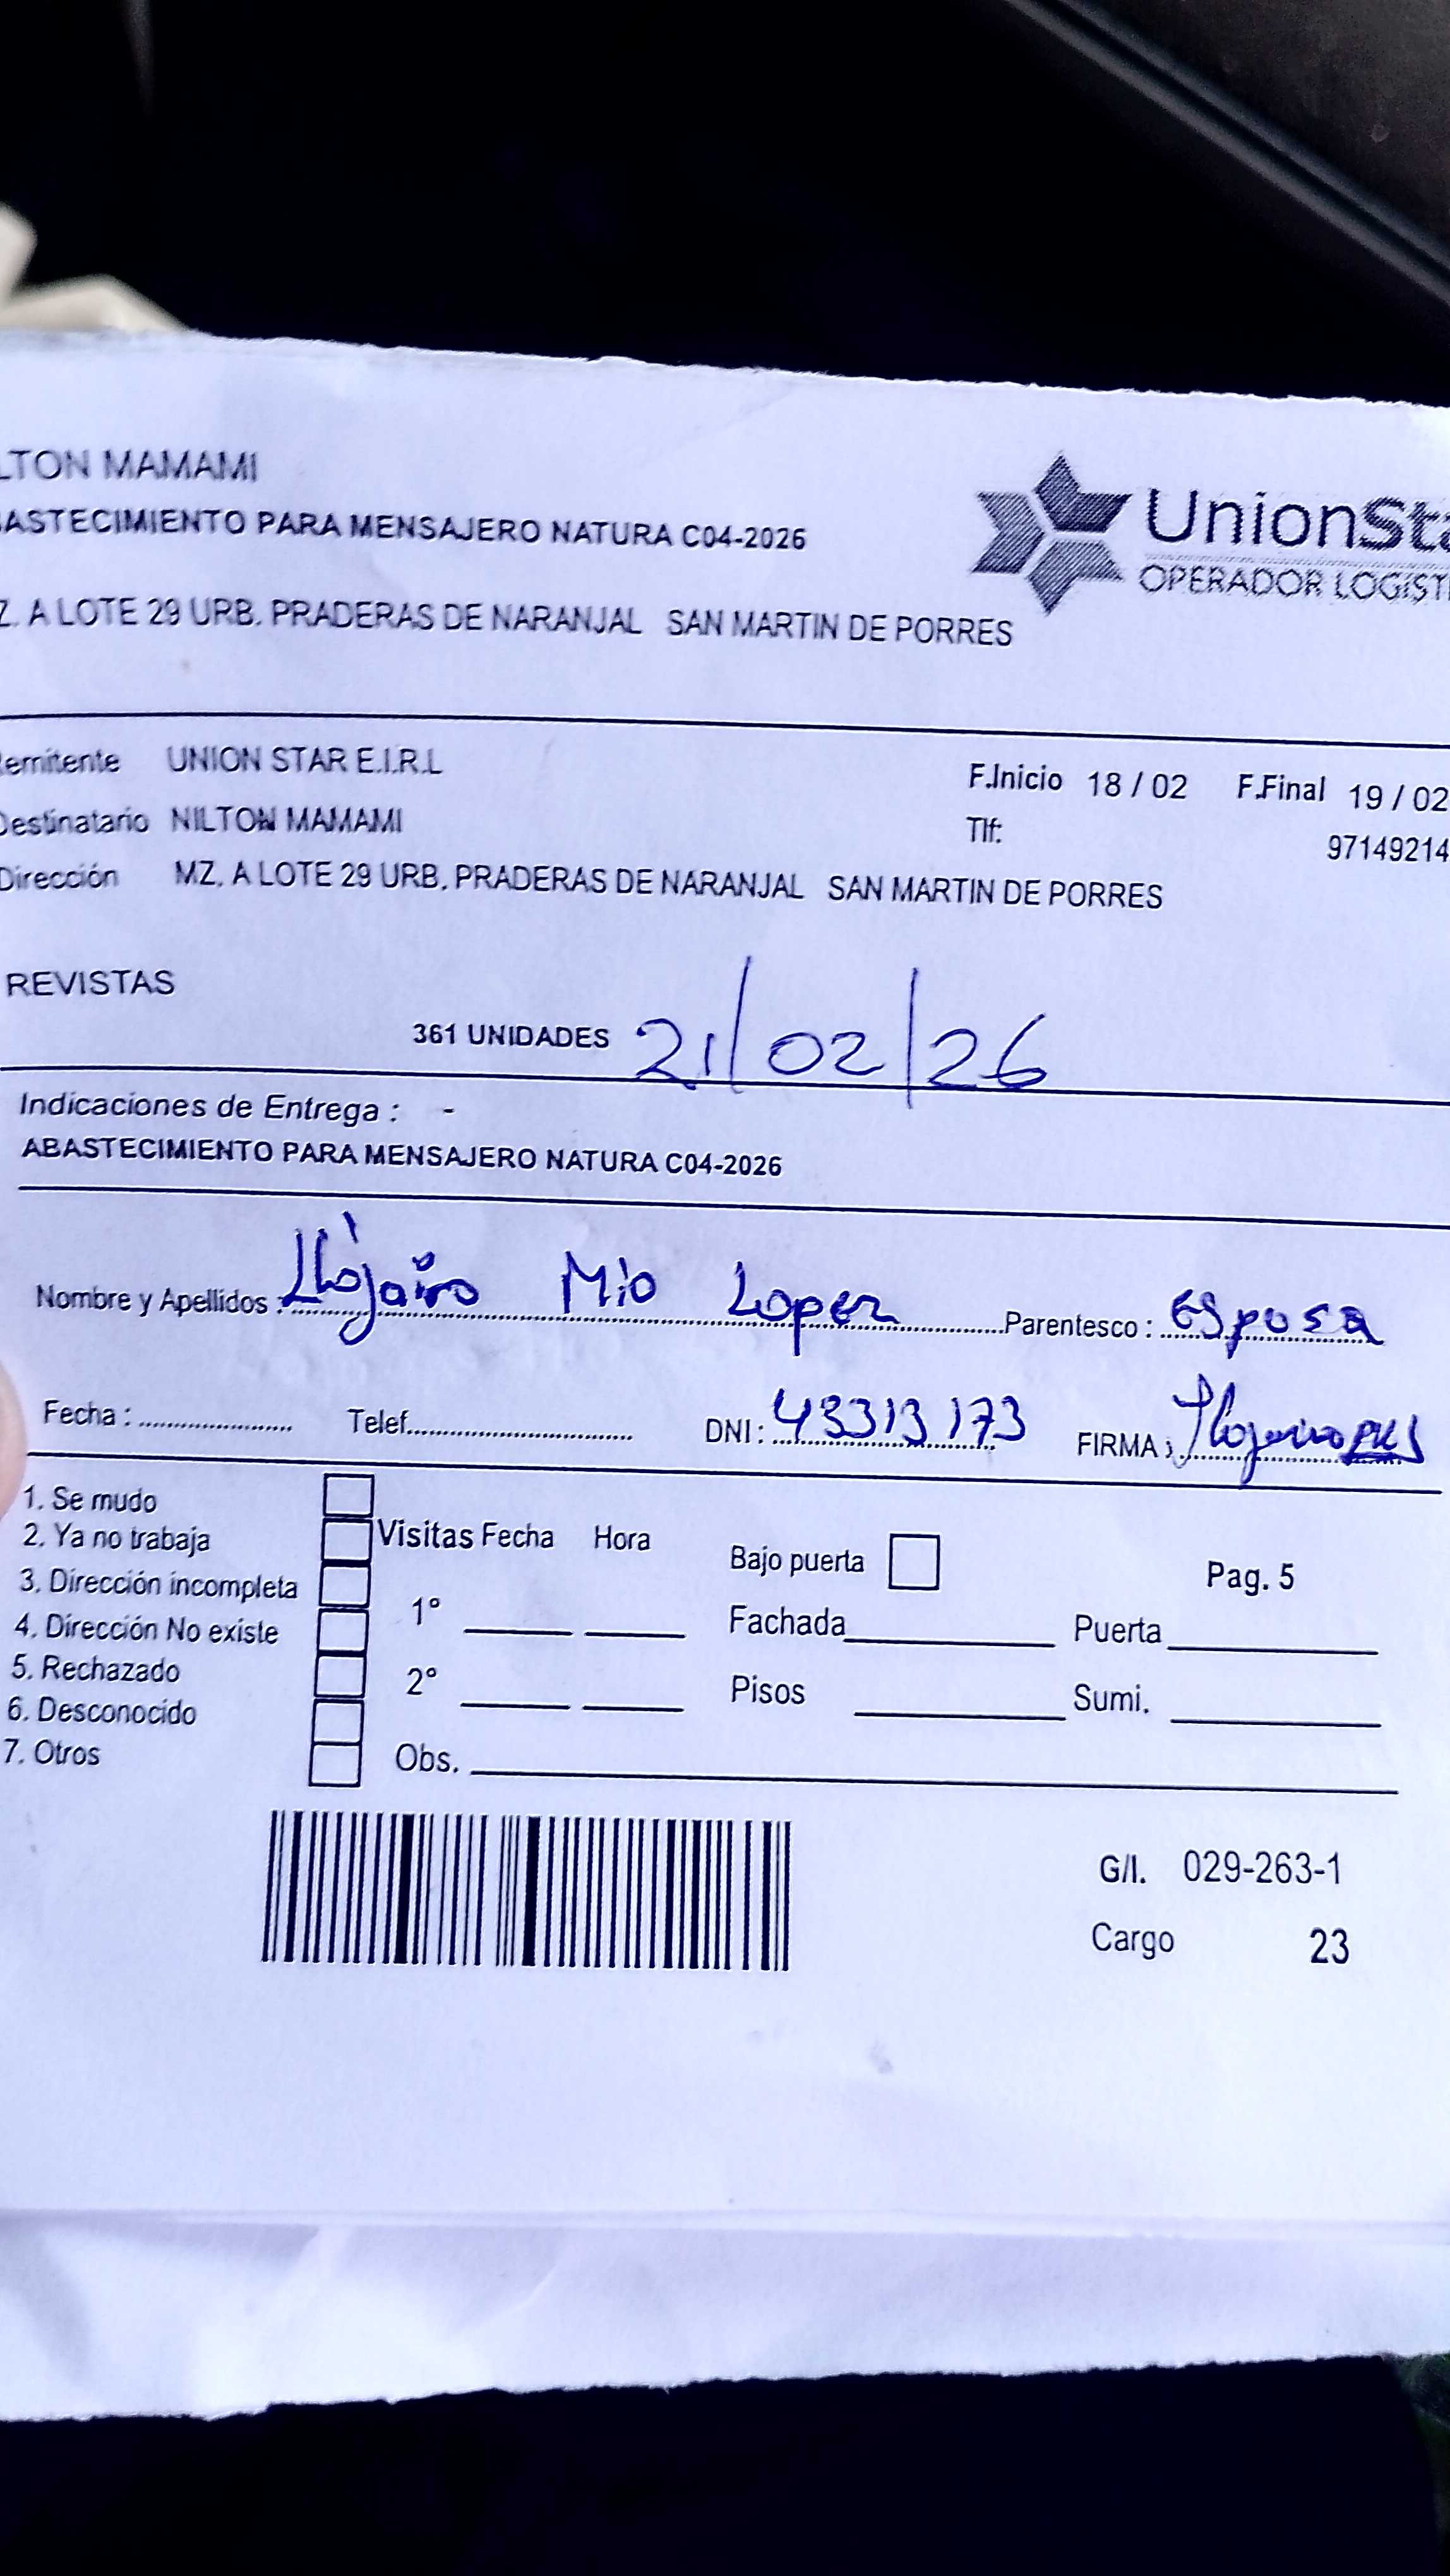 LTON MAMAMI
ASTECIMIENTO PARA MENSAJERO NATURA C04-2026
UnionSta
OPERADOR LOGíSTI
Z. A LOTE 29 URB. PRADERAS DE NARANJAL SAN MARTIN DE PORRES
emitente UNION STAR E.I.R.L
F.Inicio 18 / 02 F.Final 19 / 02
Destinatario NILTON MAMAMI
Tlf: 97149214
Dirección MZ. A LOTE 29 URB. PRADERAS DE NARANJAL SAN MARTIN DE PORRES
REVISTAS
361 UNIDADES 21/02/26
Indicaciones de Entrega : -
ABASTECIMIENTO PARA MENSAJERO NATURA C04-2026
Nombre y Apellidos : Mio Lopez Parentesco : esposa
Fecha : Telef. DNI : 43313173 FIRMA :
1. Se mudo
2. Ya no trabaja
3. Dirección incompleta
4. Dirección No existe
5. Rechazado
6. Desconocido
7. Otros
Visitas Fecha Hora
1°
2°
Obs.
Bajo puerta
Fachada
Pisos
Pag. 5
Puerta
Sumi.
G/I. 029-263-1
Cargo 23